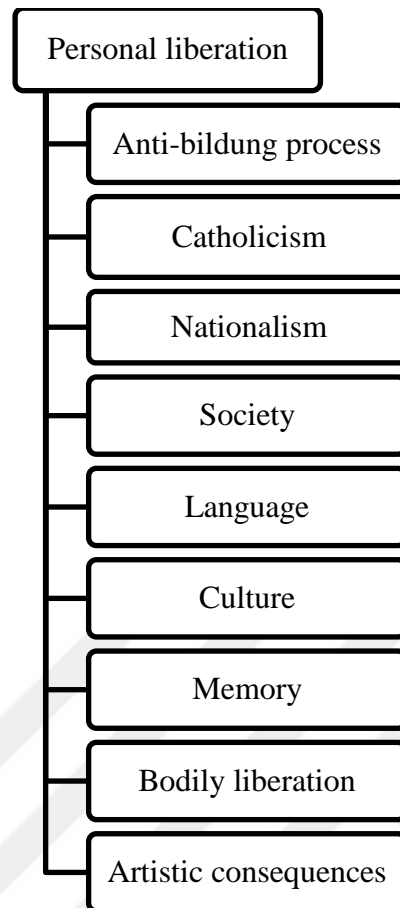 Personal liberation
Anti-bildung process
Catholicism
Nationalism
Society
Language
Culture
Memory
Bodily liberation
Artistic consequences